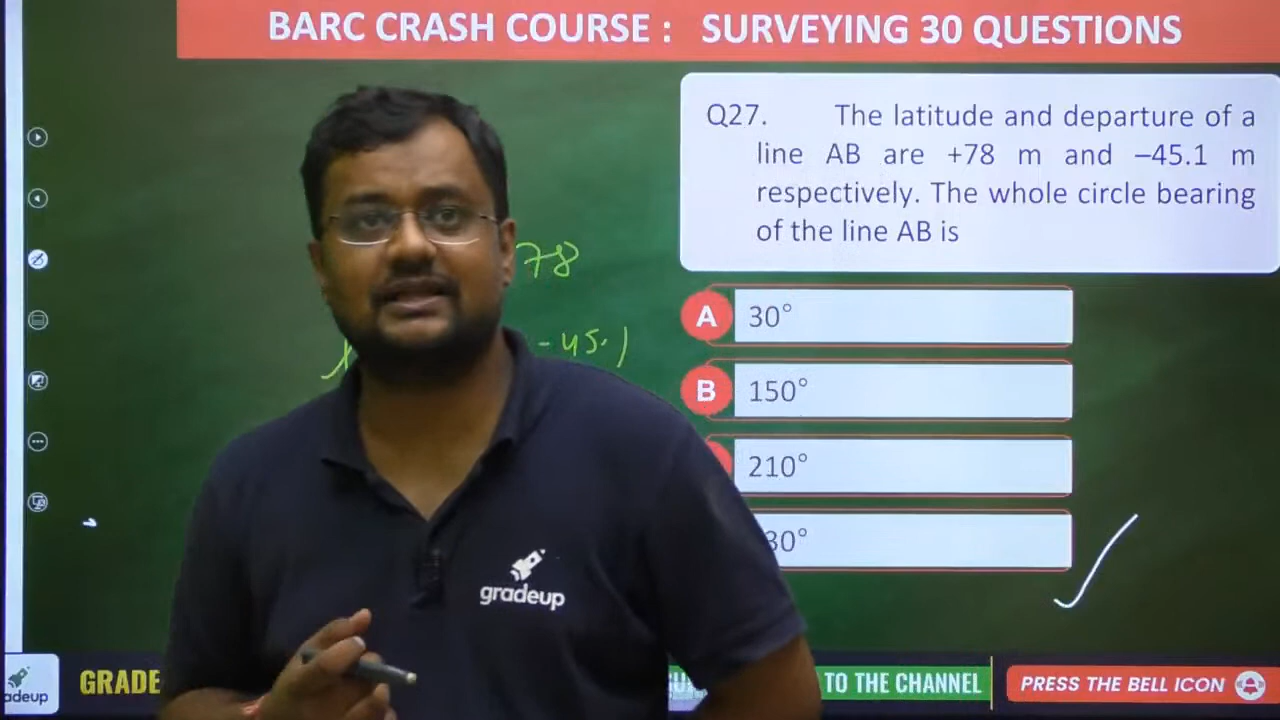 BARC CRASH COURSE : SURVEYING 30 QUESTIONS
Q27. The latitude and departure of a
line AB are +78 m and –45.1 m
respectively. The whole circle bearing
of the line AB is
78
-45.1
A 30°
B 150°
210°
30°
gradeup
adeup
GRADE
TO THE CHANNEL
PRESS THE BELL ICON